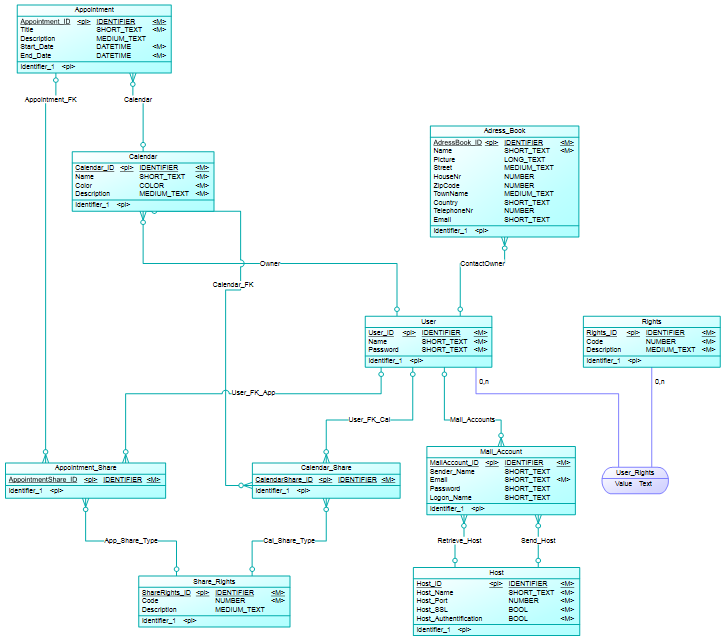 Appointment
Appointment_ID <pi> IDENTIFIER <M>
Title SHORT_TEXT <M>
Description MEDIUM_TEXT
Start_Date DATETIME <M>
End_Date DATETIME <M>
Identifier_1 <pi>
Appointment_FK
Calendar
Calendar
Calendar_ID <pi> IDENTIFIER <M>
Name SHORT_TEXT <M>
Color COLOR <M>
Description MEDIUM_TEXT <M>
Identifier_1 <pi>
Adress_Book
AdressBook_ID <pi> IDENTIFIER <M>
Name SHORT_TEXT <M>
Picture LONG_TEXT
Street MEDIUM_TEXT
HouseNr NUMBER
ZipCode NUMBER
TownName MEDIUM_TEXT
Country SHORT_TEXT
TelephoneNr NUMBER
Email SHORT_TEXT
Identifier_1 <pi>
Owner
ContactOwner
Calendar_FK
User
User_ID <pi> IDENTIFIER <M>
Name SHORT_TEXT <M>
Password SHORT_TEXT <M>
Identifier_1 <pi>
Rights
Rights_ID <pi> IDENTIFIER <M>
Code NUMBER <M>
Description MEDIUM_TEXT <M>
Identifier_1 <pi>
0,n
0,n
User_FK_App
User_FK_Cal
Mail_Accounts
Appointment_Share
AppointmentShare_ID <pi> IDENTIFIER <M>
Identifier_1 <pi>
Calendar_Share
CalendarShare_ID <pi> IDENTIFIER <M>
Identifier_1 <pi>
Mail_Account
MailAccount_ID <pi> IDENTIFIER <M>
Sender_Name SHORT_TEXT
Email SHORT_TEXT <M>
Password SHORT_TEXT
Logon_Name SHORT_TEXT
Identifier_1 <pi>
User_Rights
Value Text
App_Share_Type
Cal_Share_Type
Retrieve_Host
Send_Host
Share_Rights
ShareRights_ID <pi> IDENTIFIER <M>
Code NUMBER <M>
Description MEDIUM_TEXT
Identifier_1 <pi>
Host
Host_ID <pi> IDENTIFIER <M>
Host_Name SHORT_TEXT <M>
Host_Port NUMBER <M>
Host_SSL BOOL <M>
Host_Authentification BOOL <M>
Identifier_1 <pi>